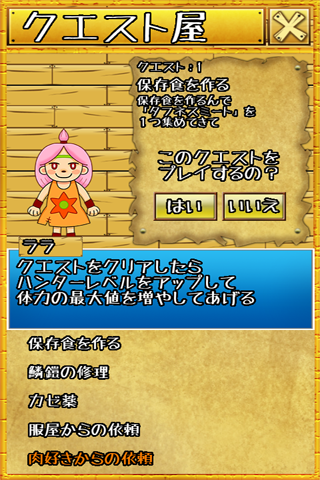 クエスト屋
クエスト:1
保存食を作る
保存食を作るんで
「タフネスミート」を
1つ集めてきて
このクエストを
プレイするの?
はい
いいえ
ララ
クエストをクリアしたら
ハンターレベルをアップして
体力の最大値を増やしてあげる
保存食を作る
鱗鎧の修理
カゼ薬
服屋からの依頼
肉好きからの依頼